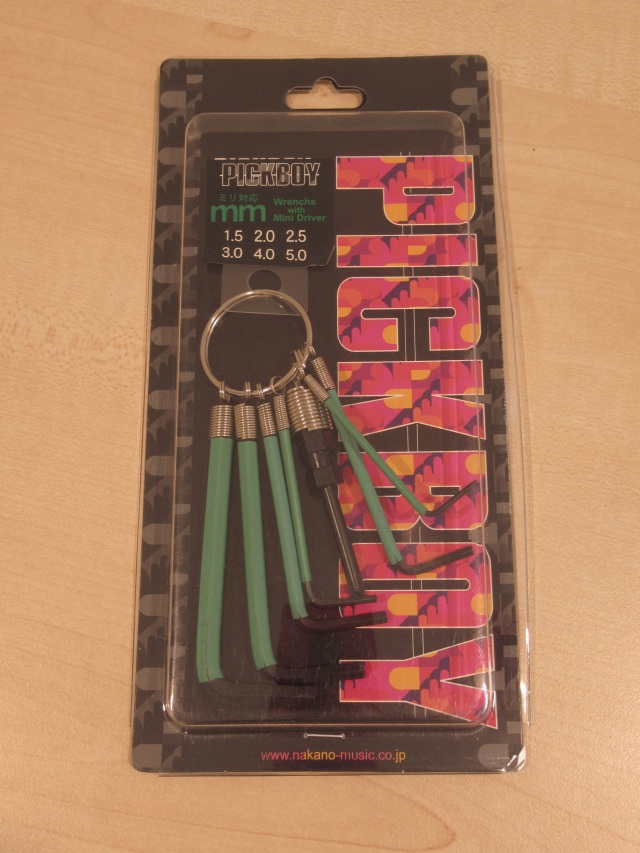 PICKBOY
ミリ対応
mm
Wrenchs
with
Mini Driver
1.5 2.0 2.5
3.0 4.0 5.0
PICKBOY
www.nakano-music.co.jp